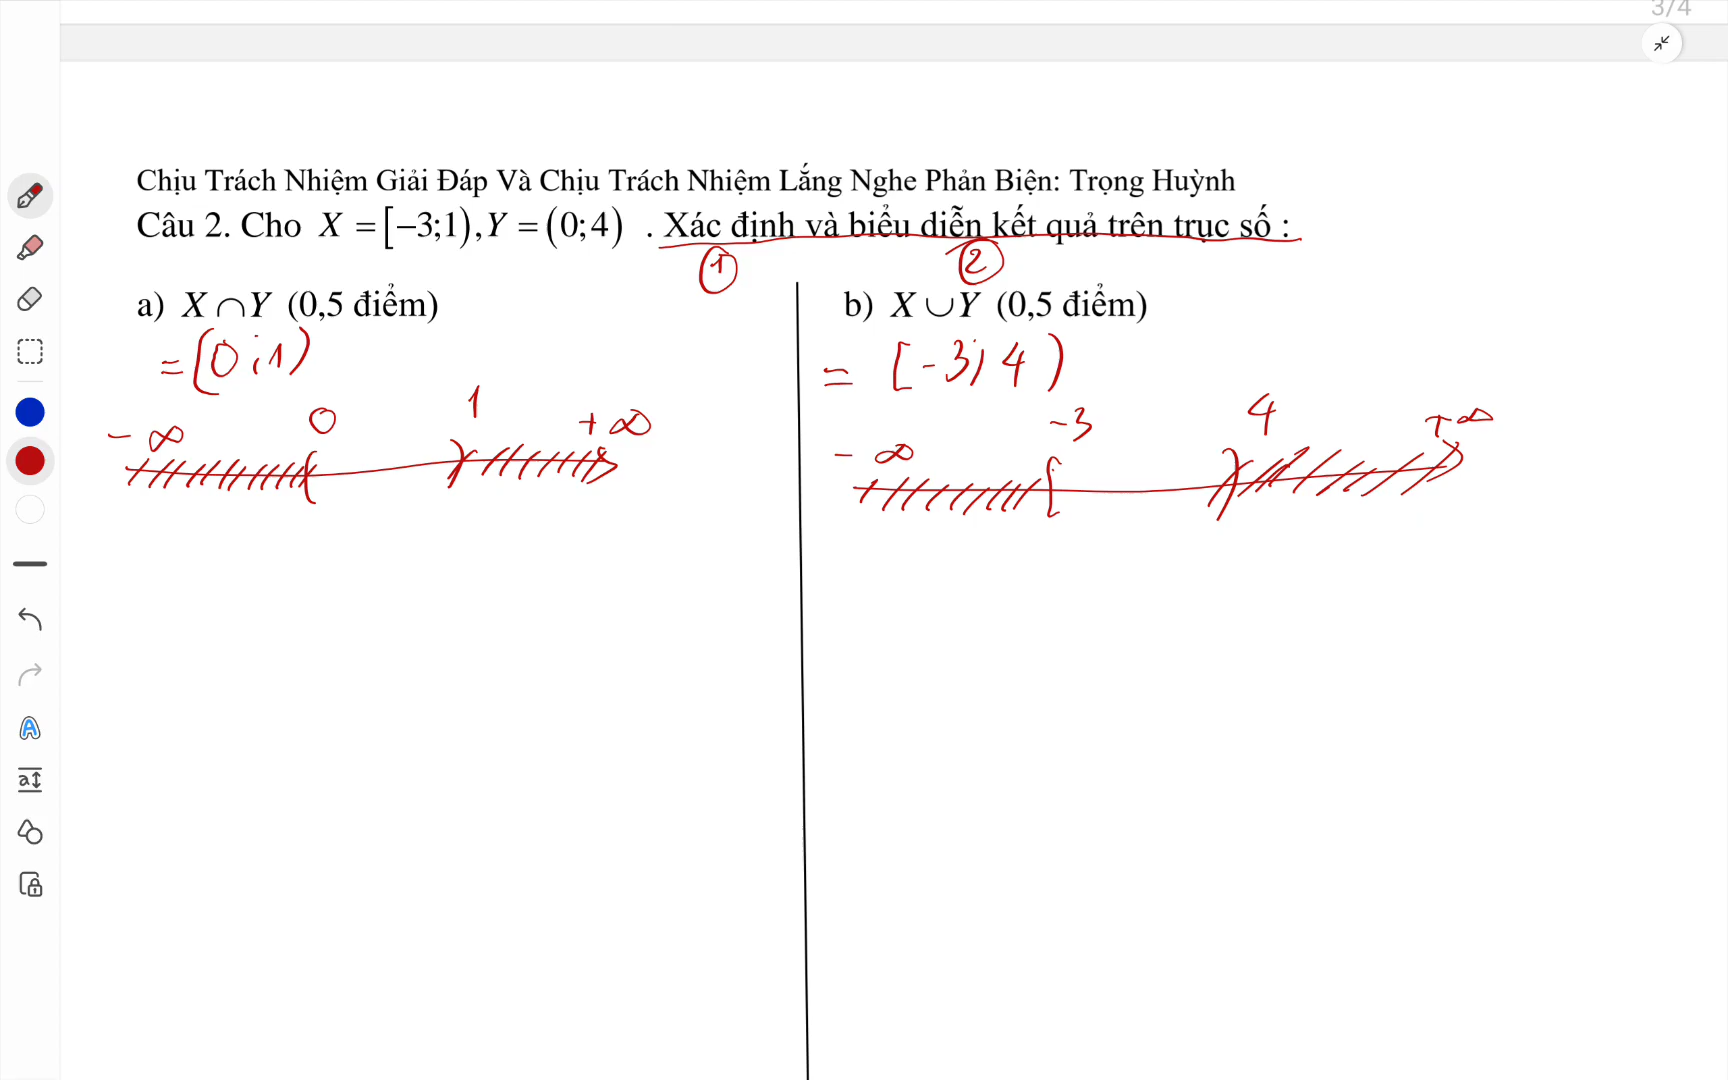 3/4
Chịu Trách Nhiệm Giải Đáp Và Chịu Trách Nhiệm Lắng Nghe Phản Biện: Trọng Huỳnh
Câu 2. Cho X = [−3;1), Y = (0;4) . Xác định và biểu diễn kết quả trên trục số :
① ②
a) X ∩ Y (0,5 điểm)
= (0;1)
-∞ 0 1 +∞
b) X ∪ Y (0,5 điểm)
= [-3; 4)
-∞ -3 4 +∞